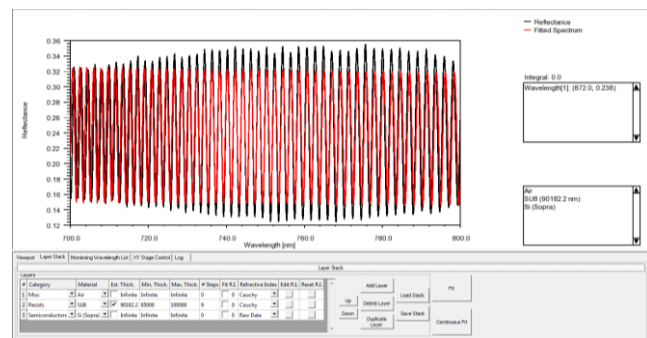 Reflectance
Fitted Spectrum
0.36
0.34
0.32
0.30
0.28
0.26
0.24
0.22
0.20
0.18
0.16
0.14
0.12
Reflectance
700.0 720.0 740.0 760.0 780.0 800.0
Wavelength [nm]
Integral: 0.0
Wavelength[1]: (872.0, 0.238)
Air
SU8 (90182.2 nm)
Si (Sopra)
Viewport Layer Stack Monitoring Wavelength List XY Stage Control Log
Layer Stack
Layers
# Category Material Est. Thick. Min. Thick. Max. Thick. # Steps Fit R.I. Refractive Index Edit R.I. Reset R.I.
1 Misc Air Infinite Infinite Infinite 0 0 Cauchy
2 Resists SU8 90182.2 85000 100000 0 Cauchy
3 Semiconductors Si (Sopra) Infinite Infinite Infinite 0 0 Raw Data
Up
Down
Add Layer
Delete Layer
Duplicate Layer
Load Stack
Save Stack
Fit
Continuous Fit